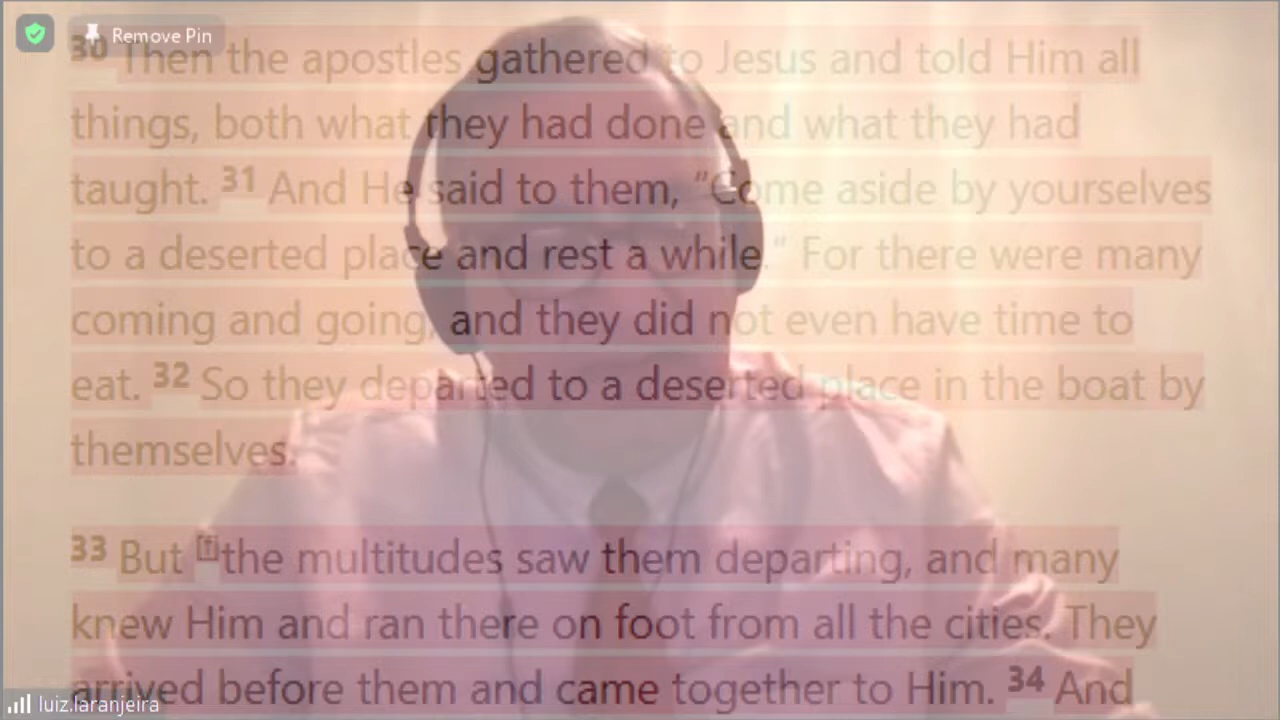 Remove Pin
30 Then the apostles gathered to Jesus and told Him all
things, both what they had done and what they had
taught. 31 And He said to them, “Come aside by yourselves
to a deserted place and rest a while.” For there were many
coming and going, and they did not even have time to
eat. 32 So they departed to a deserted place in the boat by
themselves.
33 But [f]the multitudes saw them departing, and many
knew Him and ran there on foot from all the cities. They
arrived before them and came together to Him. 34 And
luiz.laranjeira